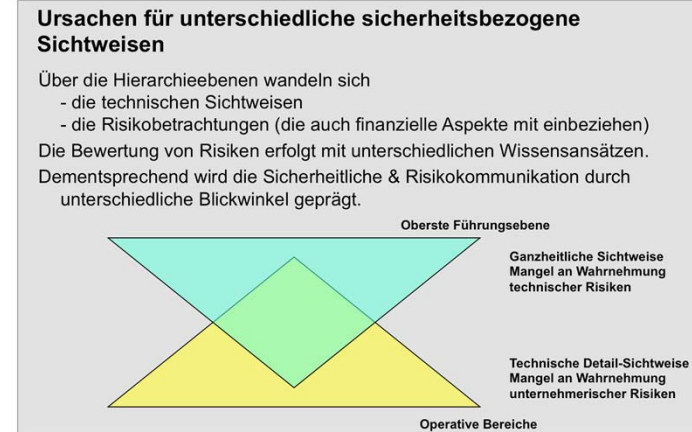 Ursachen für unterschiedliche sicherheitsbezogene
Sichtweisen
Über die Hierarchieebenen wandeln sich
- die technischen Sichtweisen
- die Risikobetrachtungen (die auch finanzielle Aspekte mit einbeziehen)
Die Bewertung von Risiken erfolgt mit unterschiedlichen Wissensansätzen.
Dementsprechend wird die Sicherheitliche & Risikokommunikation durch
unterschiedliche Blickwinkel geprägt.
Oberste Führungsebene
Ganzheitliche Sichtweise
Mangel an Wahrnehmung
technischer Risiken
Technische Detail-Sichtweise
Mangel an Wahrnehmung
unternehmerischer Risiken
Operative Bereiche